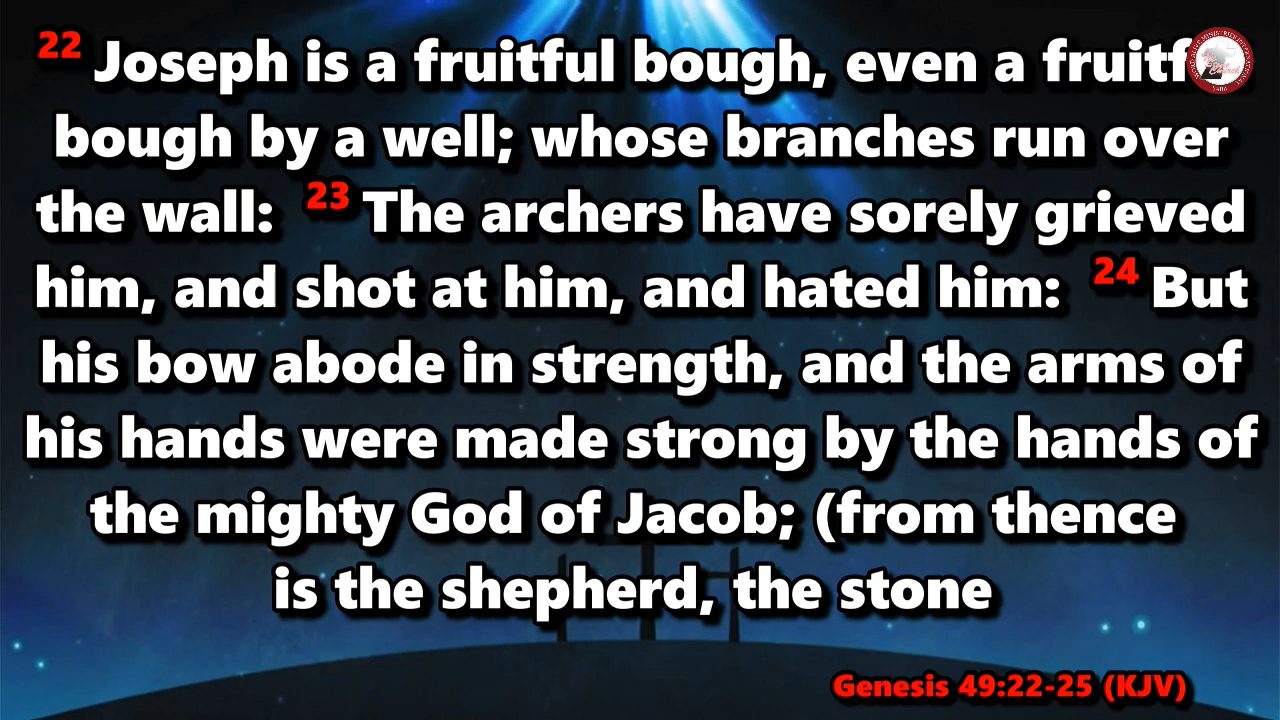 22 Joseph is a fruitful bough, even a
bough by a well; whose branches run over
the wall: 23 The archers have sorely grieved
him, and shot at him, and hated him: 24 But
his bow abode in strength, and the arms of
his hands were made strong by the hands of
the mighty God of Jacob; (from thence
is the shepherd, the stone
Genesis 49:22-25 (KJV)